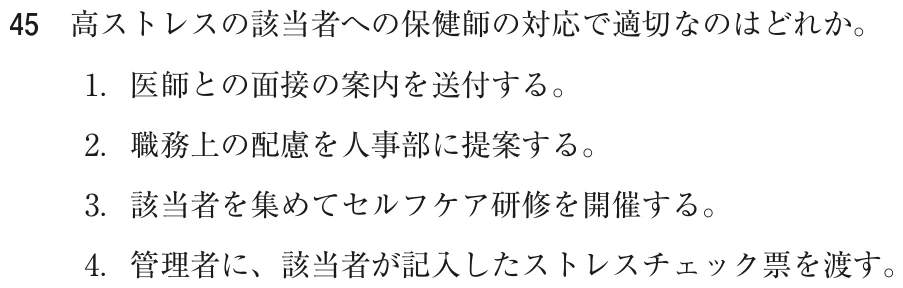 45 高ストレスの該当者への保健師の対応で適切なのはどれか。
1. 医師との面接の案内を送付する。
2. 職務上の配慮を人事部に提案する。
3. 該当者を集めてセルフケア研修を開催する。
4. 管理者に、該当者が記入したストレスチェック票を渡す。